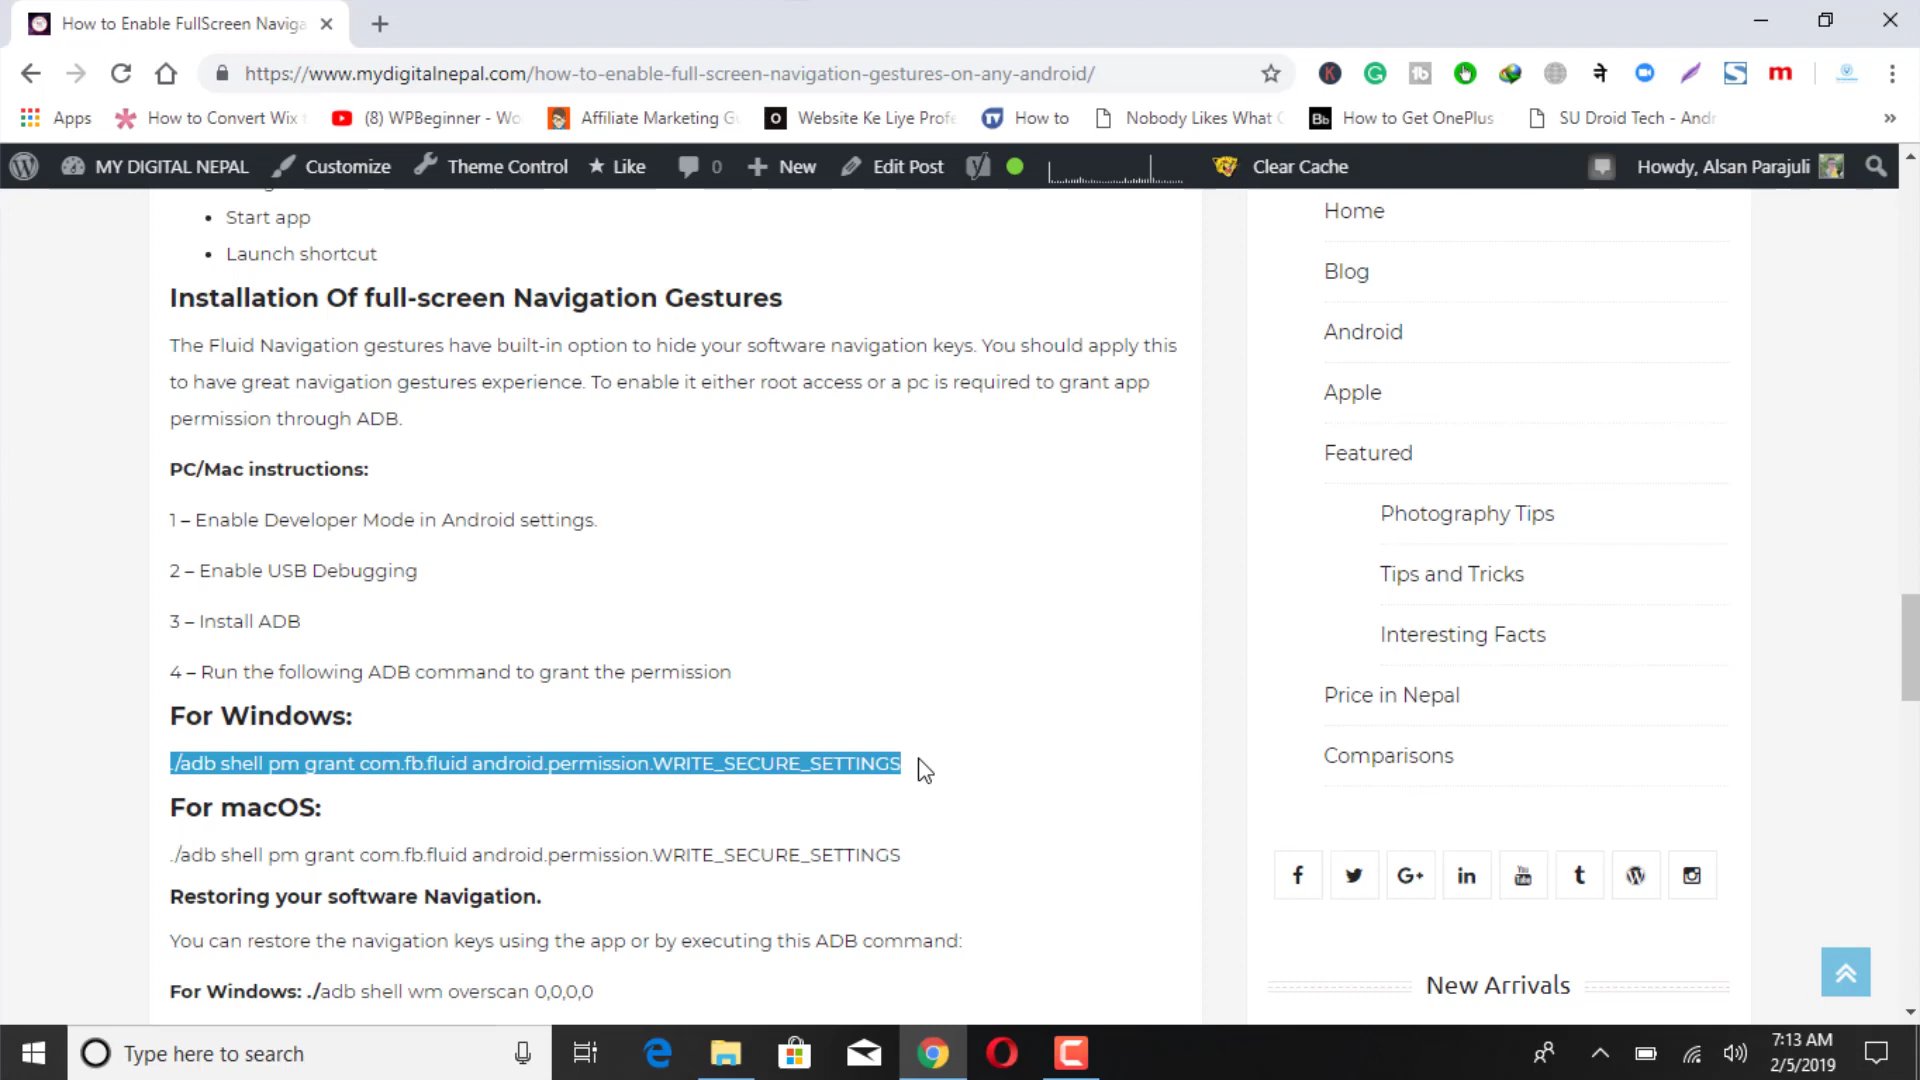 How to Enable FullScreen Naviga
https://www.mydigitalnepal.com/how-to-enable-full-screen-navigation-gestures-on-any-android/
Apps How to Convert Wix (8) WPBeginner - Wo Affiliate Marketing G Website Ke Liye Profe How to Nobody Likes What How to Get OnePlus SU Droid Tech - And
MY DIGITAL NEPAL Customize Theme Control Like 0 New Edit Post Clear Cache Howdy, Alsan Parajuli
• Start app
• Launch shortcut
Installation Of full-screen Navigation Gestures
The Fluid Navigation gestures have built-in option to hide your software navigation keys. You should apply this
to have great navigation gestures experience. To enable it either root access or a pc is required to grant app
permission through ADB.
PC/Mac instructions:
1 – Enable Developer Mode in Android settings.
2 – Enable USB Debugging
3 – Install ADB
4 – Run the following ADB command to grant the permission
For Windows:
./adb shell pm grant com.fb.fluid android.permission.WRITE_SECURE_SETTINGS
For macOS:
./adb shell pm grant com.fb.fluid android.permission.WRITE_SECURE_SETTINGS
Restoring your software Navigation.
You can restore the navigation keys using the app or by executing this ADB command:
For Windows: ./adb shell wm overscan 0,0,0,0
Home
Blog
Android
Apple
Featured
Photography Tips
Tips and Tricks
Interesting Facts
Price in Nepal
Comparisons
New Arrivals
Type here to search
7:13 AM
2/5/2019